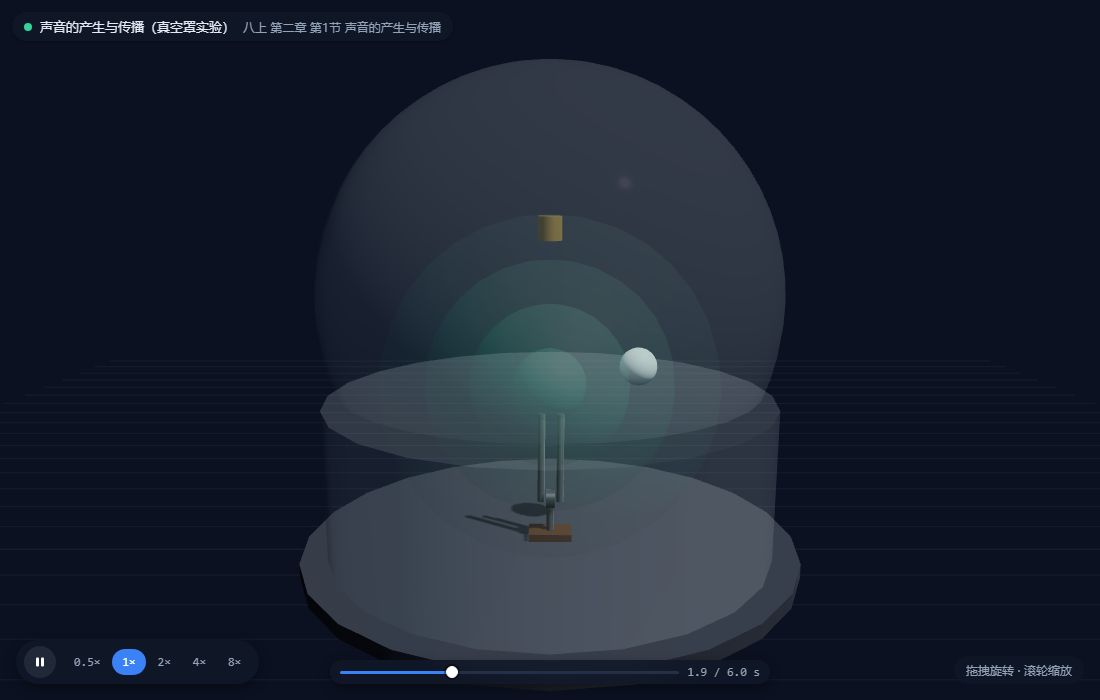 声音的产生与传播（真空罩实验） 八上 第二章 第1节 声音的产生与传播
0.5× 1× 2× 4× 8×
1.9 / 6.0 s
拖拽旋转 · 滚轮缩放